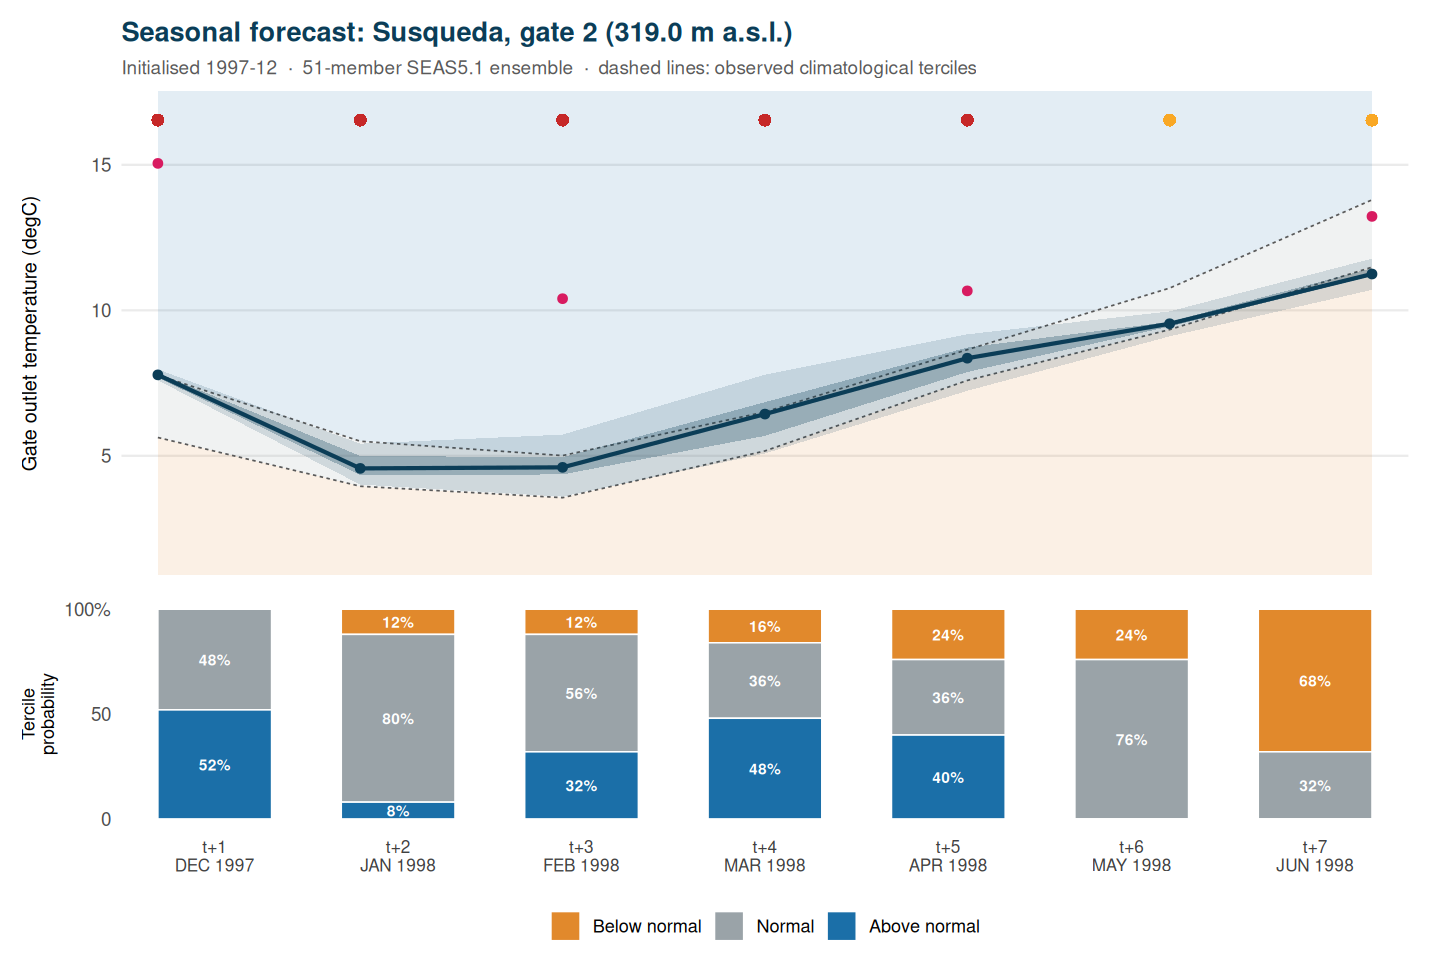 Seasonal forecast: Susqueda, gate 2 (319.0 m a.s.l.)
Initialised 1997-12 · 51-member SEAS5.1 ensemble · dashed lines: observed climatological terciles
Gate outlet temperature (degC)
15
10
5
Tercile
probability
100%
50
0
48%
52%
12%
80%
8%
12%
56%
32%
16%
36%
48%
24%
36%
40%
24%
76%
68%
32%
t+1
DEC 1997
t+2
JAN 1998
t+3
FEB 1998
t+4
MAR 1998
t+5
APR 1998
t+6
MAY 1998
t+7
JUN 1998
Below normal
Normal
Above normal